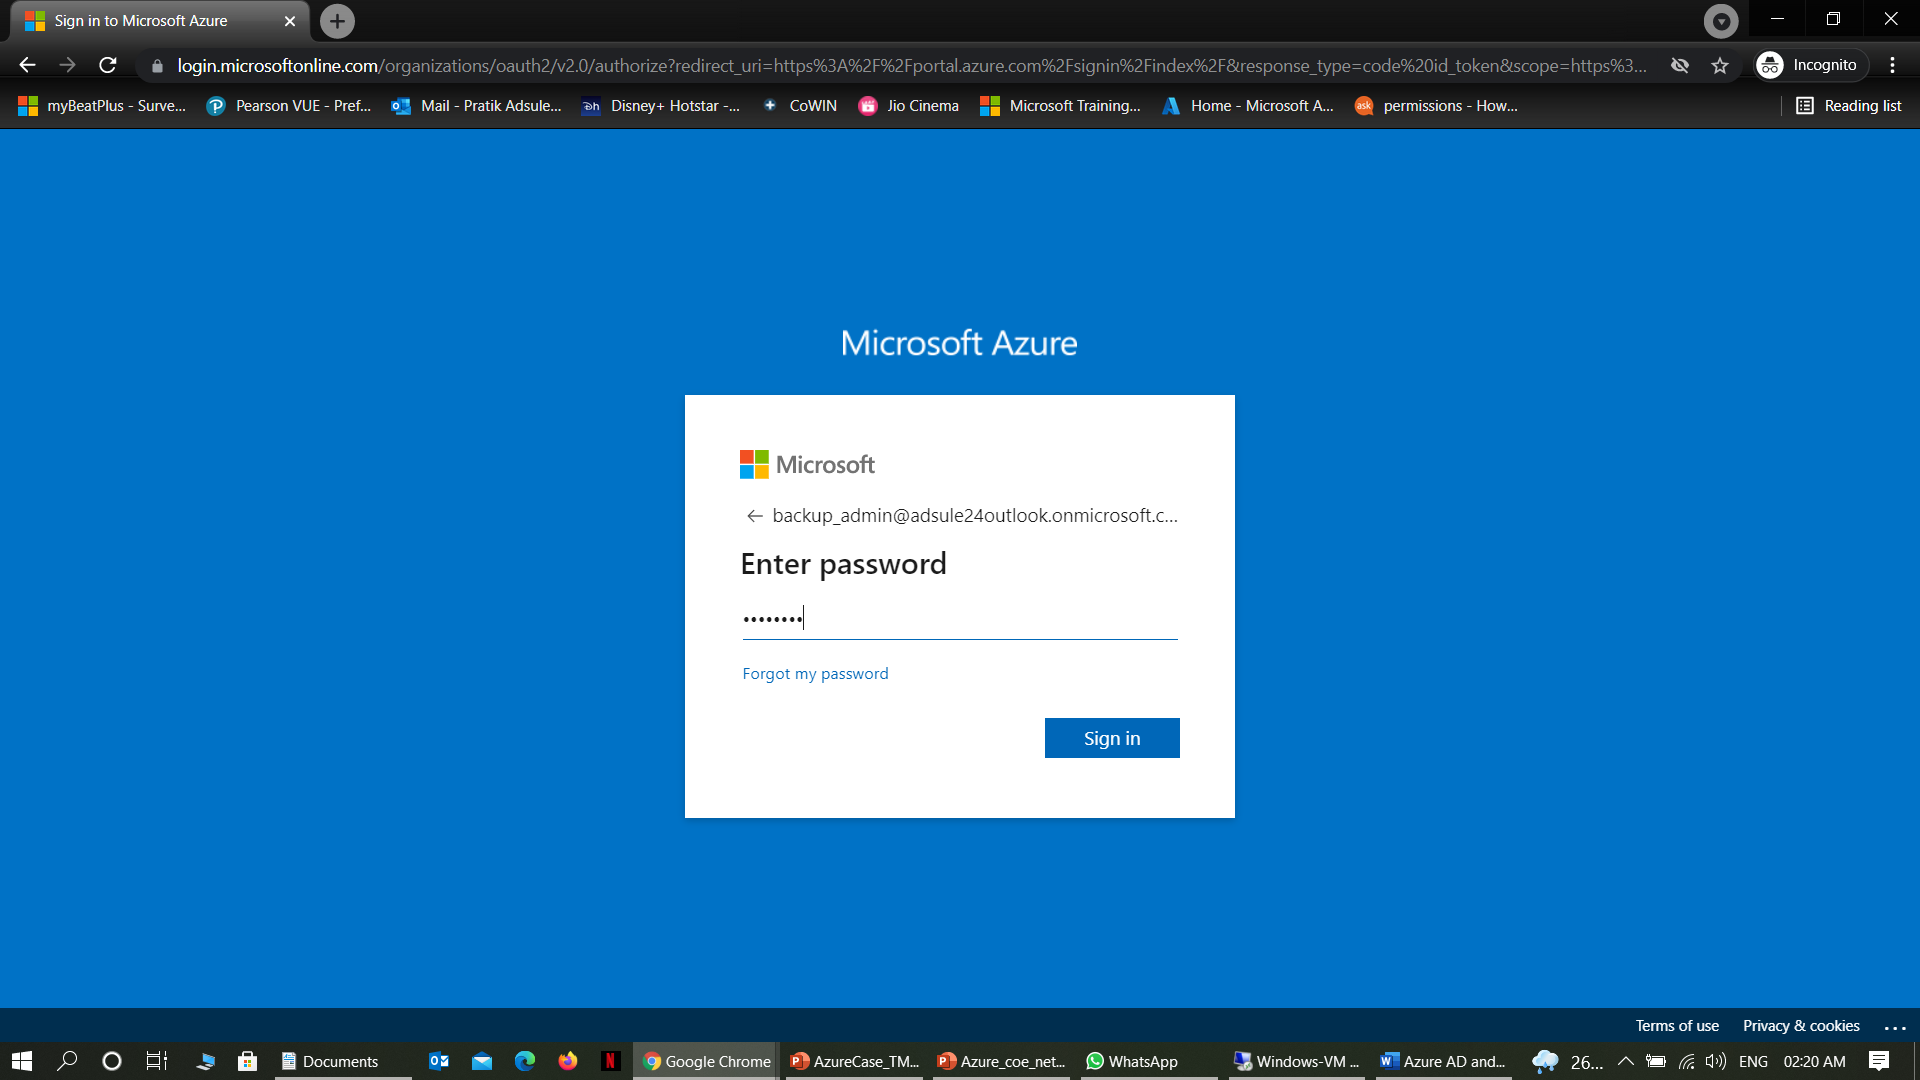 Sign in to Microsoft Azure
login.microsoftonline.com/organizations/oauth2/v2.0/authorize?redirect_uri=https%3A%2F%2Fportal.azure.com%2Fsignin%2Findex%2F&response_type=code%20id_token&scope=https%3...
Incognito
myBeatPlus - Surve... Pearson VUE - Pref... Mail - Pratik Adsule... Disney+ Hotstar -... CoWIN Jio Cinema Microsoft Training... Home - Microsoft A... permissions - How... Reading list
Microsoft Azure
Microsoft
backup_admin@adsule24outlook.onmicrosoft.c...
Enter password
••••••••
Forgot my password
Sign in
Terms of use Privacy & cookies ...
Documents Google Chrome AzureCase_TM... Azure_coe_net... WhatsApp Windows-VM ... Azure AD and... 26... ENG 02:20 AM